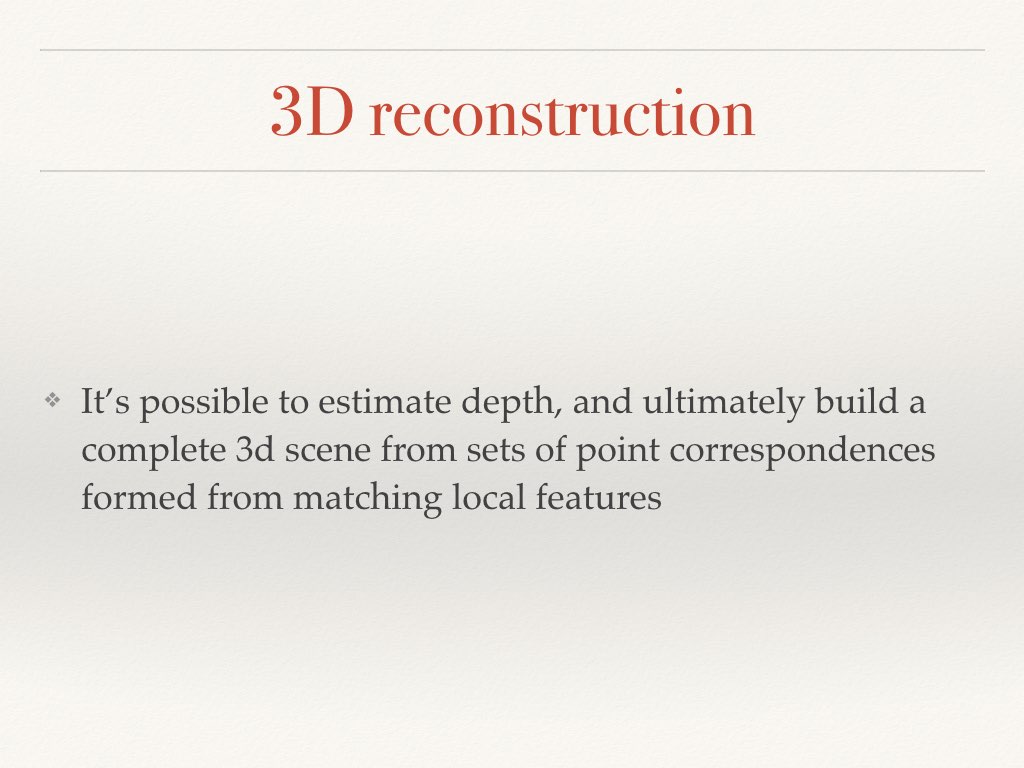 3D reconstruction
It’s possible to estimate depth, and ultimately build a
complete 3d scene from sets of point correspondences
formed from matching local features